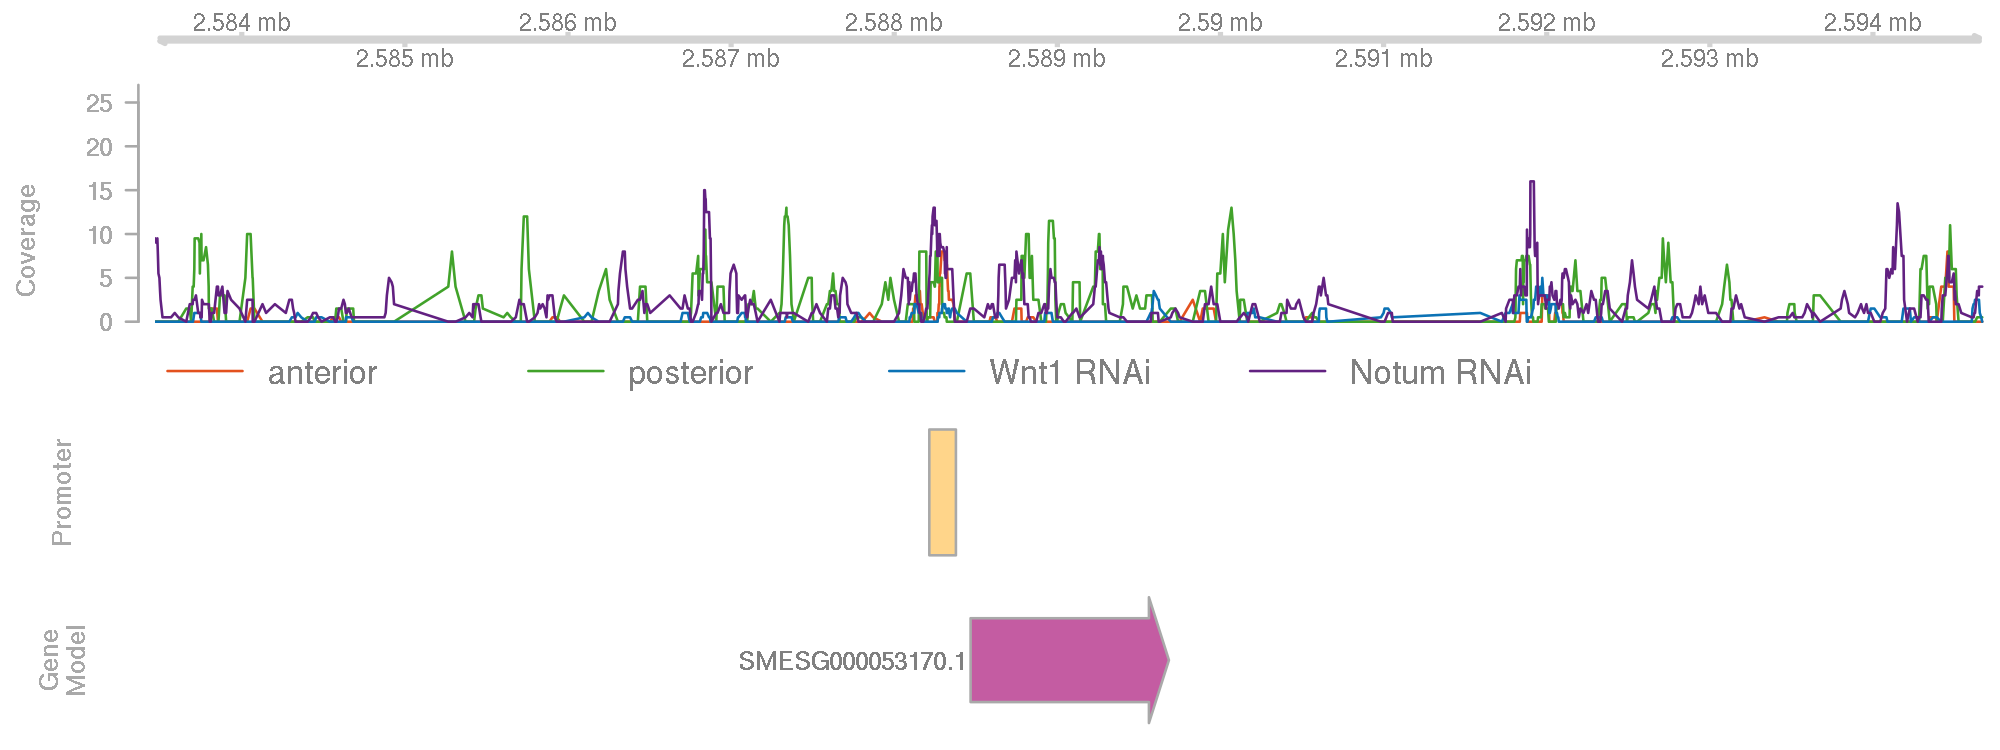 2.584 mb 2.586 mb 2.588 mb 2.59 mb 2.592 mb 2.594 mb
2.585 mb 2.587 mb 2.589 mb 2.591 mb 2.593 mb
Coverage
25
20
15
10
5
0
anterior posterior Wnt1 RNAi Notum RNAi
Promoter
Gene
Model
SMESG000053170.1